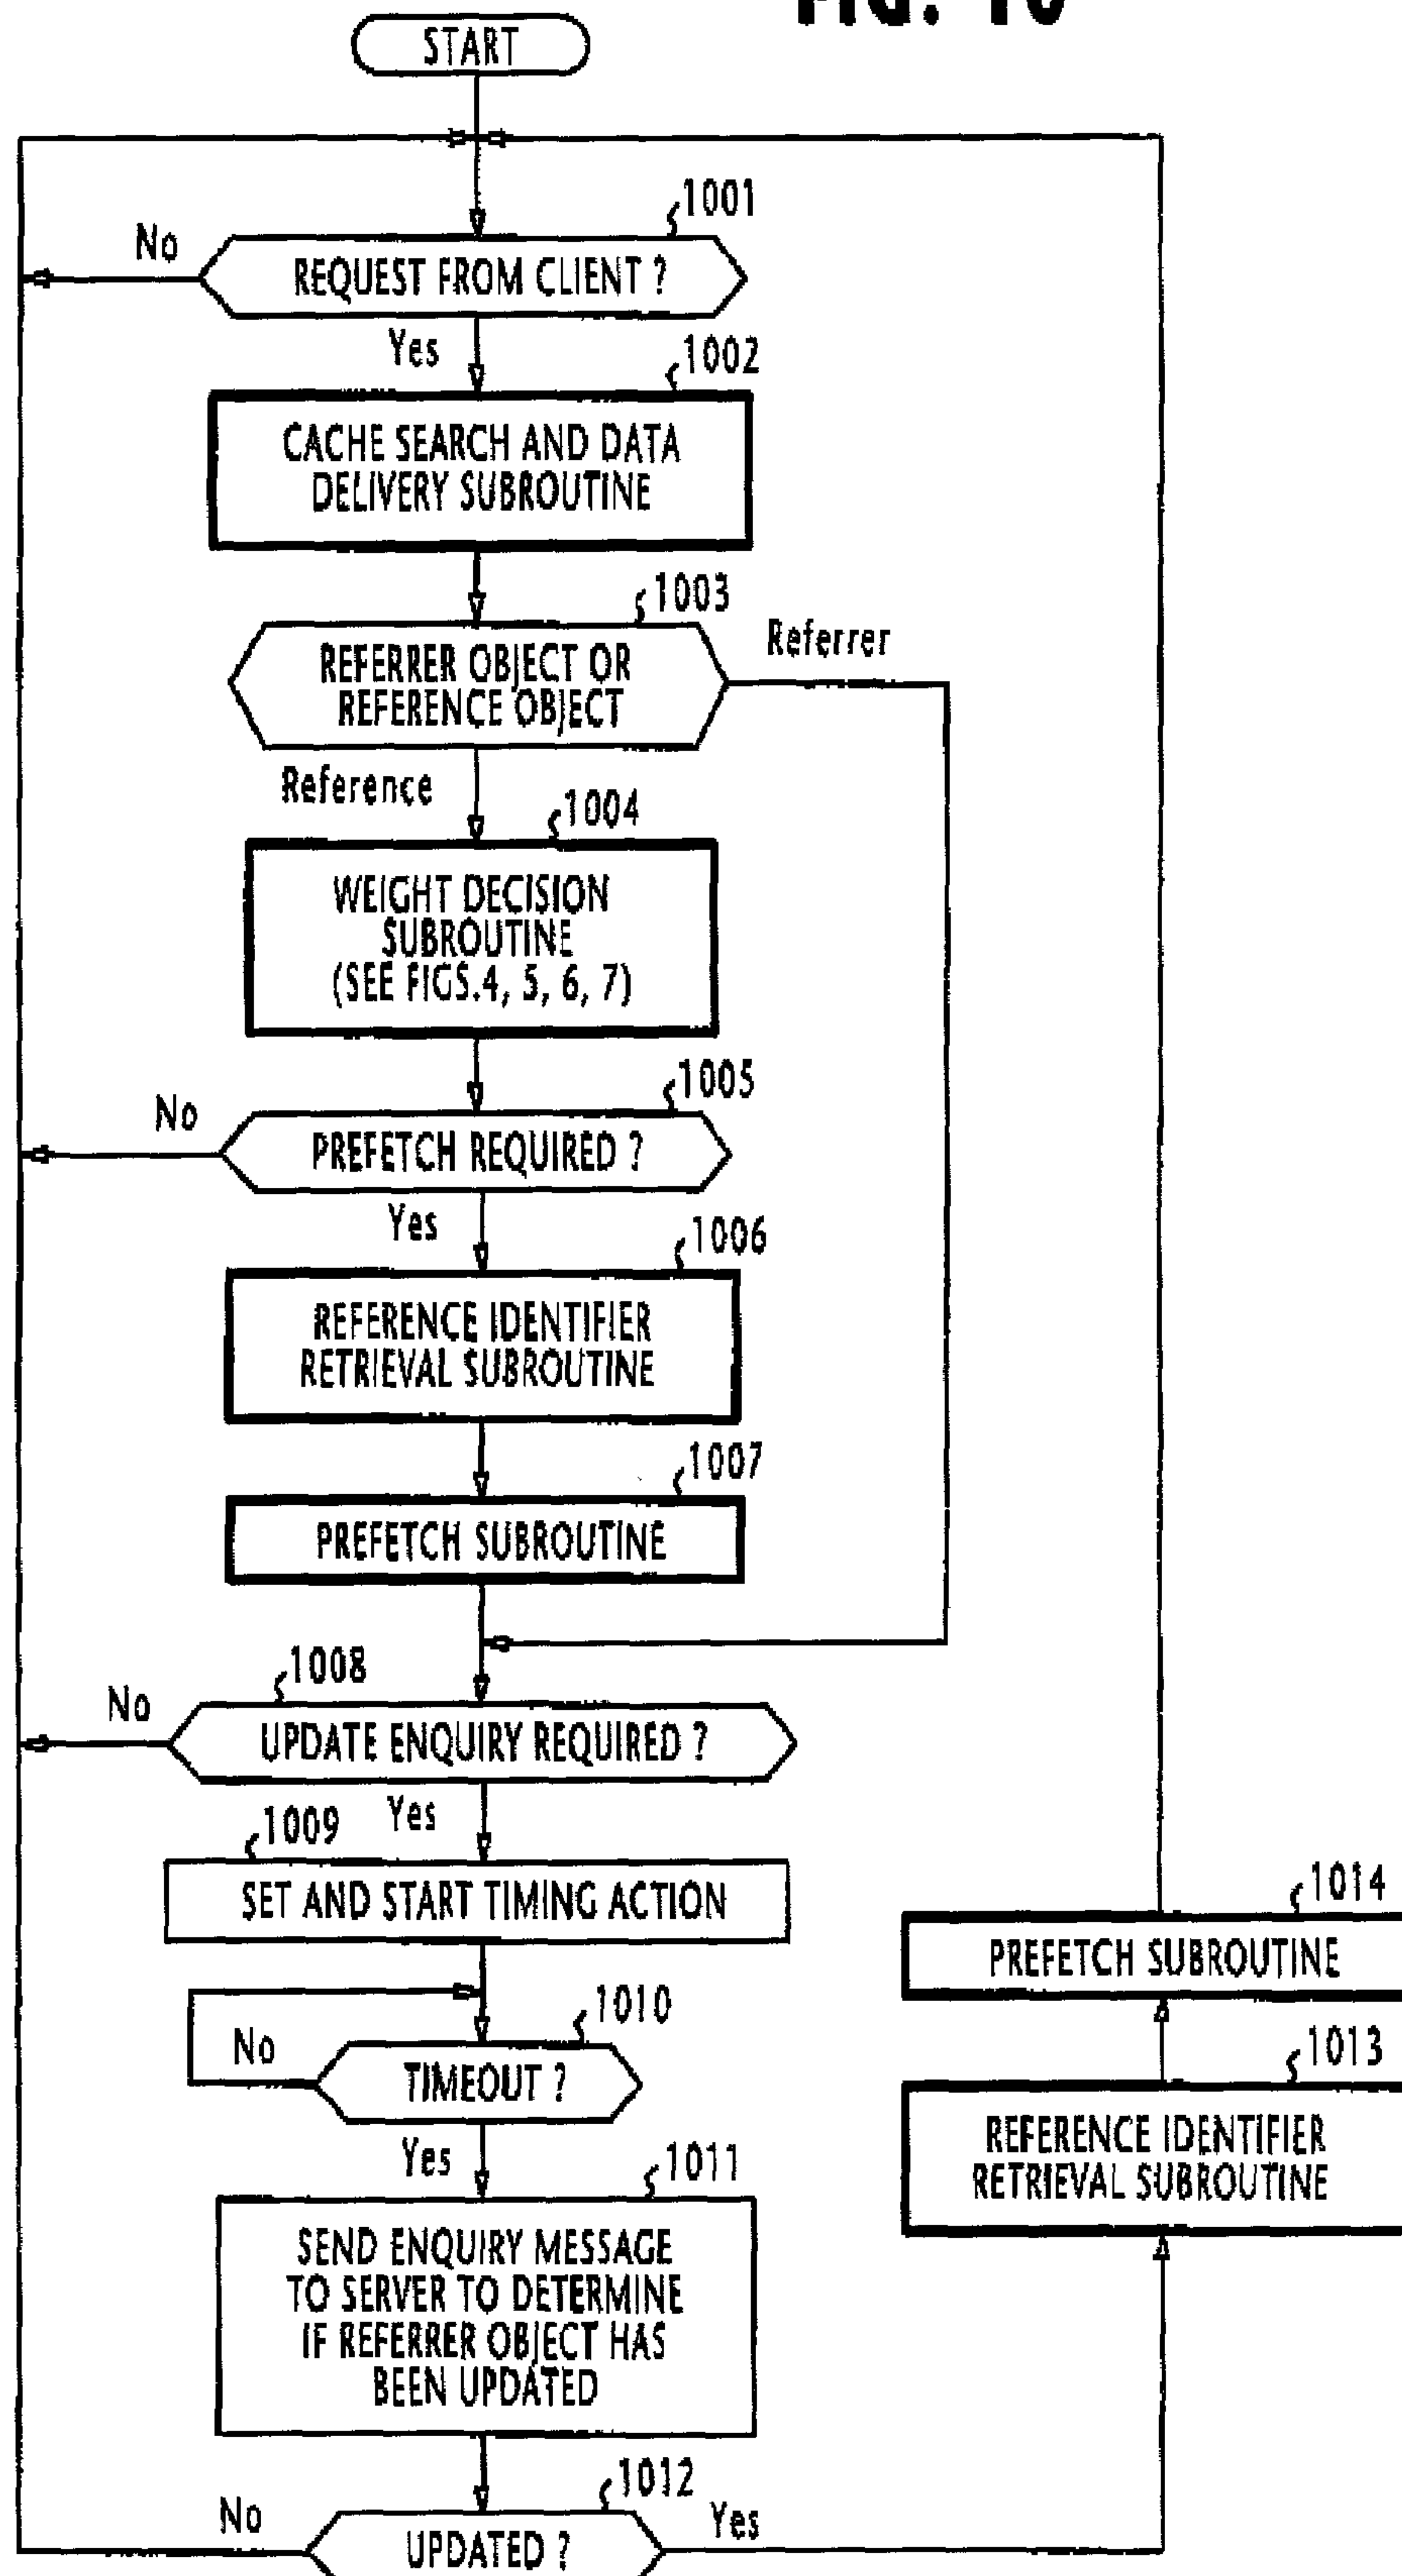 FIG. 10
START
1001
No
REQUEST FROM CLIENT ?
Yes
1002
CACHE SEARCH AND DATA
DELIVERY SUBROUTINE
1003
Referrer
REFERRER OBJECT OR
REFERENCE OBJECT
Reference
1004
WEIGHT DECISION
SUBROUTINE
(SEE FIGS.4, 5, 6, 7)
1005
No
PREFETCH REQUIRED ?
Yes
1006
REFERENCE IDENTIFIER
RETRIEVAL SUBROUTINE
1007
PREFETCH SUBROUTINE
1008
No
UPDATE ENQUIRY REQUIRED ?
Yes
1009
SET AND START TIMING ACTION
1010
No
TIMEOUT ?
Yes
1011
SEND ENQUIRY MESSAGE
TO SERVER TO DETERMINE
IF REFERRER OBJECT HAS
BEEN UPDATED
1012
No
UPDATED ?
Yes
1013
REFERENCE IDENTIFIER
RETRIEVAL SUBROUTINE
1014
PREFETCH SUBROUTINE